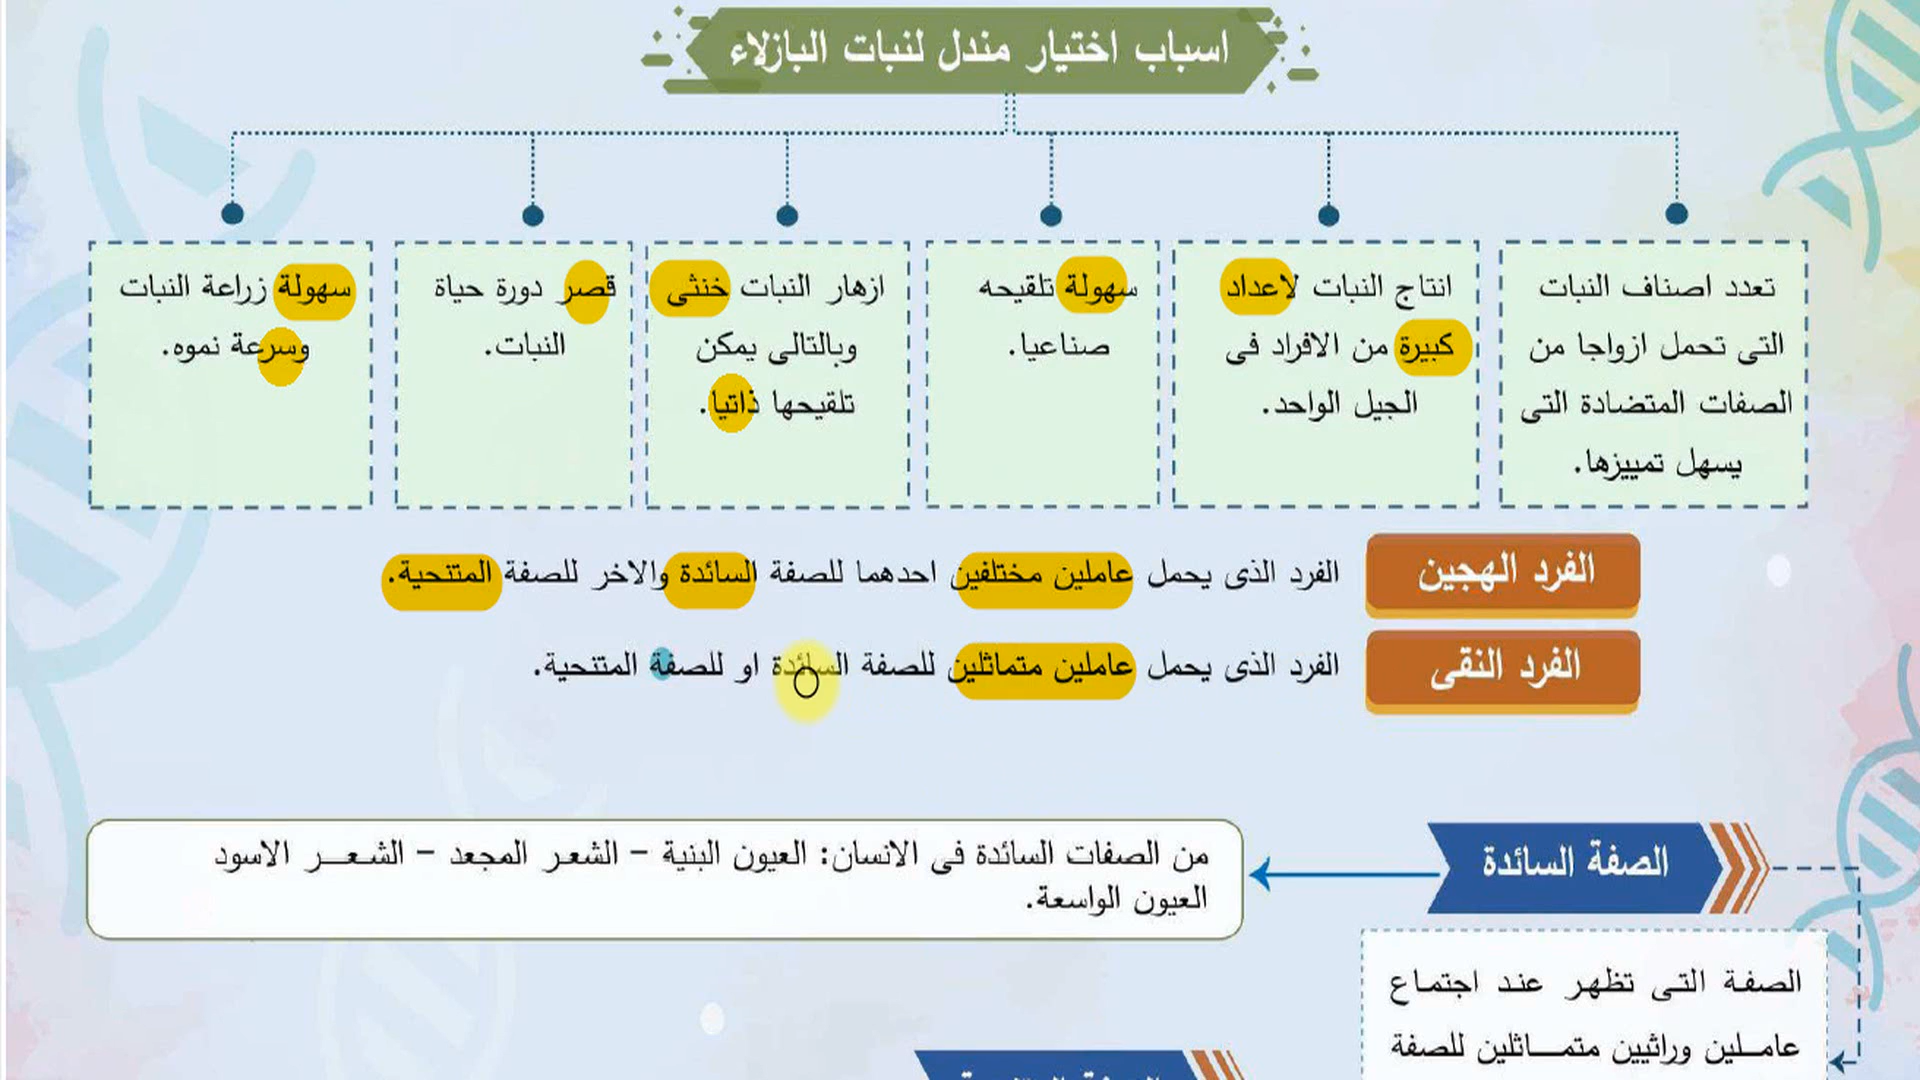 اسباب اختيار مندل لنبات البازلاء
تعدد اصناف النبات
التى تحمل ازواجا من
الصفات المتضادة التى
يسهل تمييزها.
انتاج النبات لاعداد
كبيرة من الافراد فى
الجيل الواحد.
سهولة تلقيحه
صناعيا.
ازهار النبات خنثى
وبالتالى يمكن
تلقيحها ذاتيا.
قصر دورة حياة
النبات.
سهولة زراعة النبات
وسرعة نموه.
الفرد الهجين
الفرد الذى يحمل عاملين مختلفين احدهما للصفة السائدة والاخر للصفة المتنحية.
الفرد النقى
الفرد الذى يحمل عاملين متماثلين للصفة السائدة او للصفة المتنحية.
الصفة السائدة
من الصفات السائدة فى الانسان: العيون البنية – الشعر المجعد – الشعر الاسود
العيون الواسعة.
الصفة التى تظهر عند اجتماع
عاملين وراثيين متماثلين للصفة